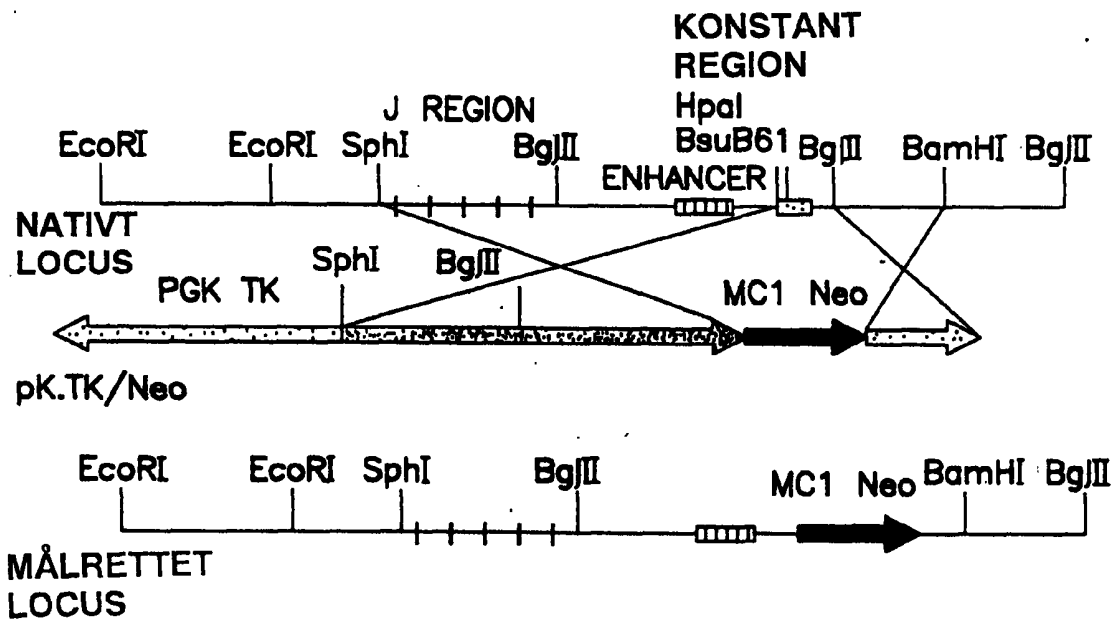 KONSTANT
REGION
J REGION
HpaI
EcoRI EcoRI SphI BglII BsuB61 BglII BamHI BglII
ENHANCER
NATIVT
LOCUS
SphI BglII
PGK TK MC1 Neo
pK.TK/Neo
EcoRI EcoRI SphI BglII MC1 Neo BamHI BglII
MÅLRETTET
LOCUS